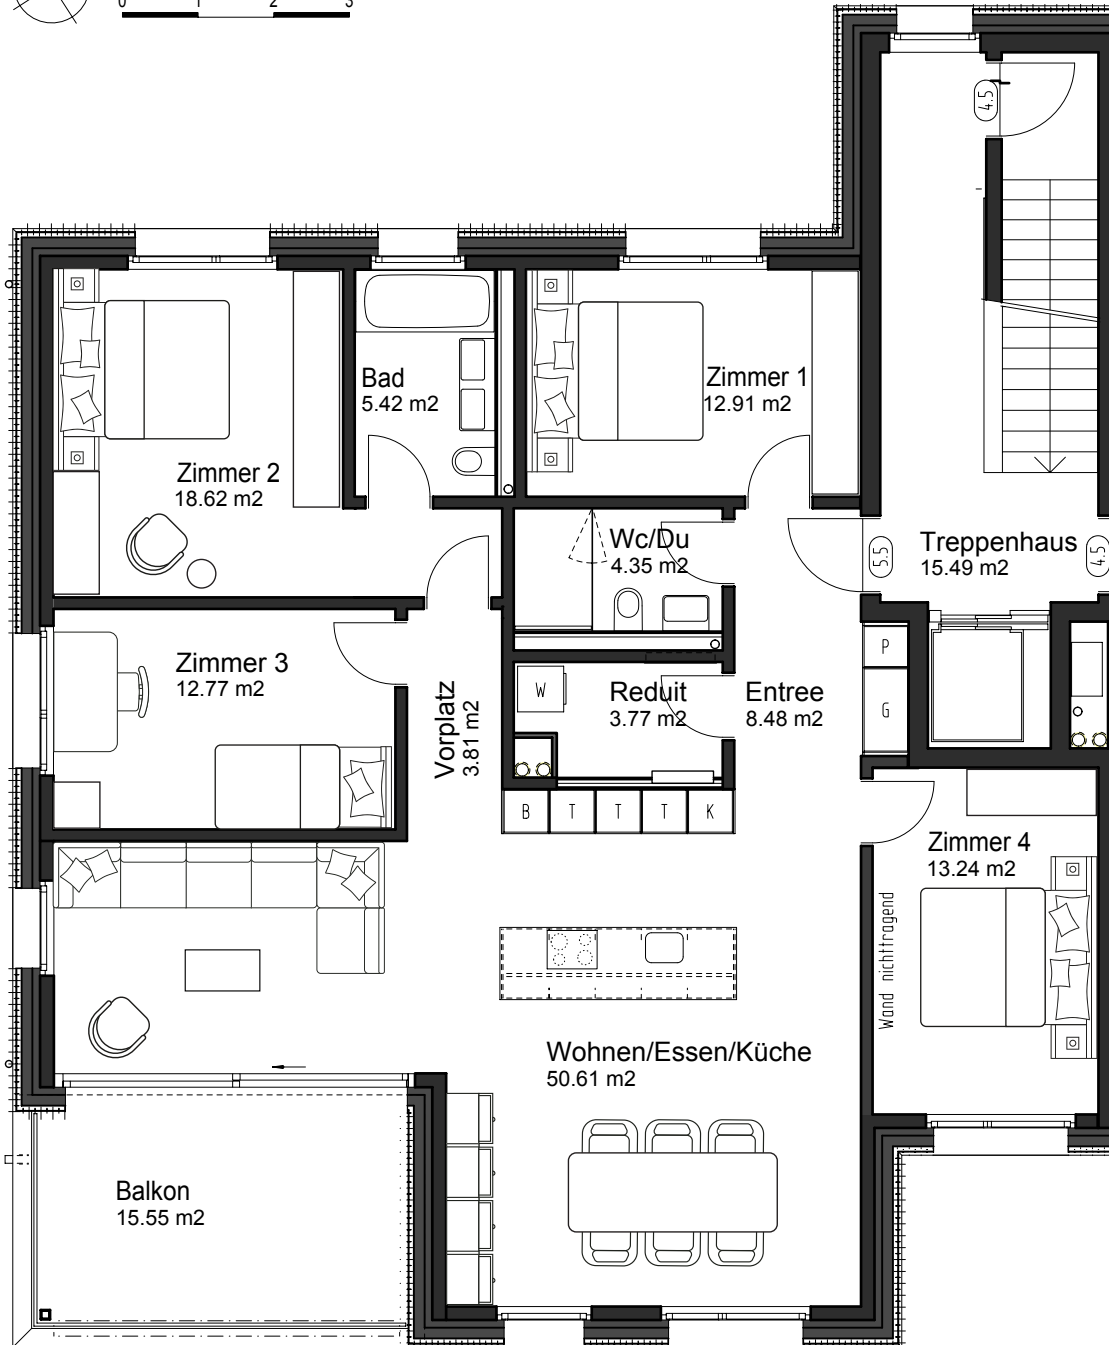 0 1 2 3
4.5
Bad
5.42 m2
Zimmer 1
12.91 m2
Zimmer 2
18.62 m2
Wc/Du
4.35 m2
5.5
Treppenhaus
15.49 m2
4.5
Zimmer 3
12.77 m2
Vorplatz
3.81 m2
W
Reduit
3.77 m2
Entree
8.48 m2
P
G
B T T T K
Zimmer 4
13.24 m2
Wand nichttragend
Wohnen/Essen/Küche
50.61 m2
Balkon
15.55 m2